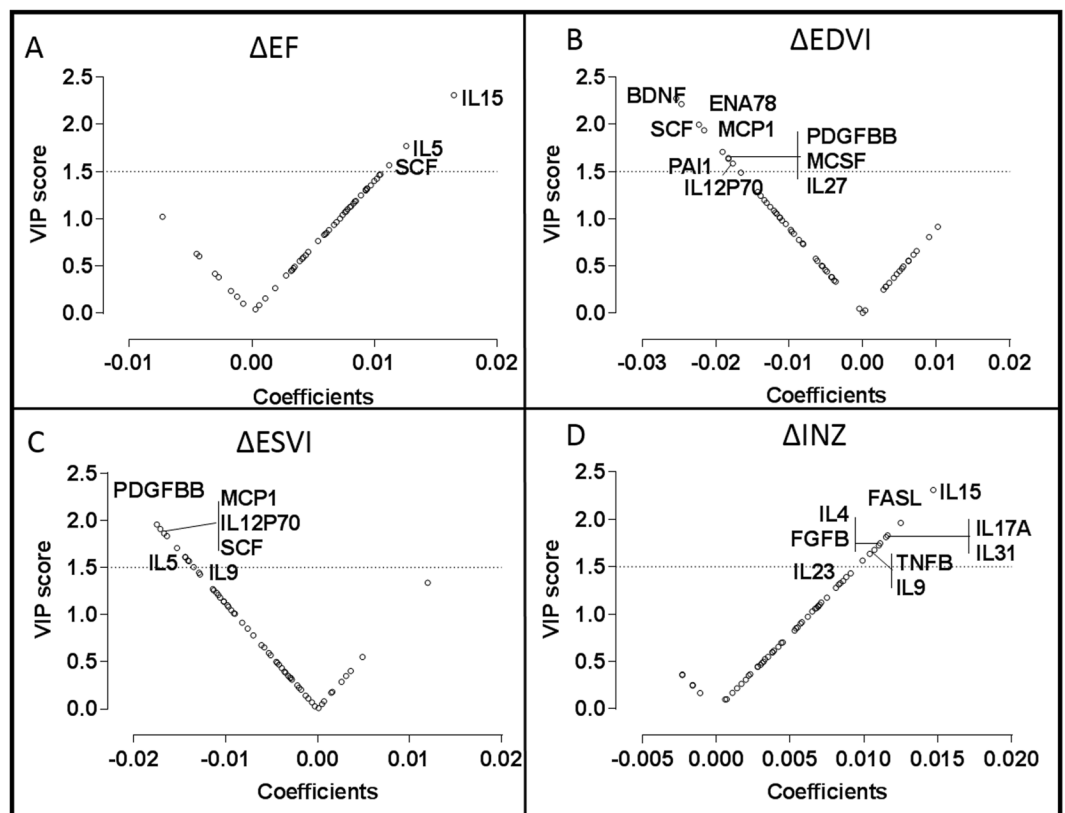 A
ΔEF
2.5
2.0
1.5
1.0
0.5
0.0
VIP score
IL15
IL5
SCF
-0.01
0.00
0.01
0.02
Coefficients
B
ΔEDVI
2.5
2.0
1.5
1.0
0.5
0.0
VIP score
BDNF
ENA78
SCF
MCP1
PDGFBB
PAI1
MCSF
IL12P70
IL27
-0.03
-0.02
-0.01
0.00
0.01
0.02
Coefficients
C
ΔESVI
2.5
2.0
1.5
1.0
0.5
0.0
VIP score
PDGFBB
MCP1
IL12P70
SCF
IL5
IL9
-0.02
-0.01
0.00
0.01
0.02
Coefficients
D
ΔINZ
2.5
2.0
1.5
1.0
0.5
0.0
VIP score
FASL
IL15
IL4
FGFB
IL17A
IL31
IL23
TNFB
IL9
-0.005
0.000
0.005
0.010
0.015
0.020
Coefficients